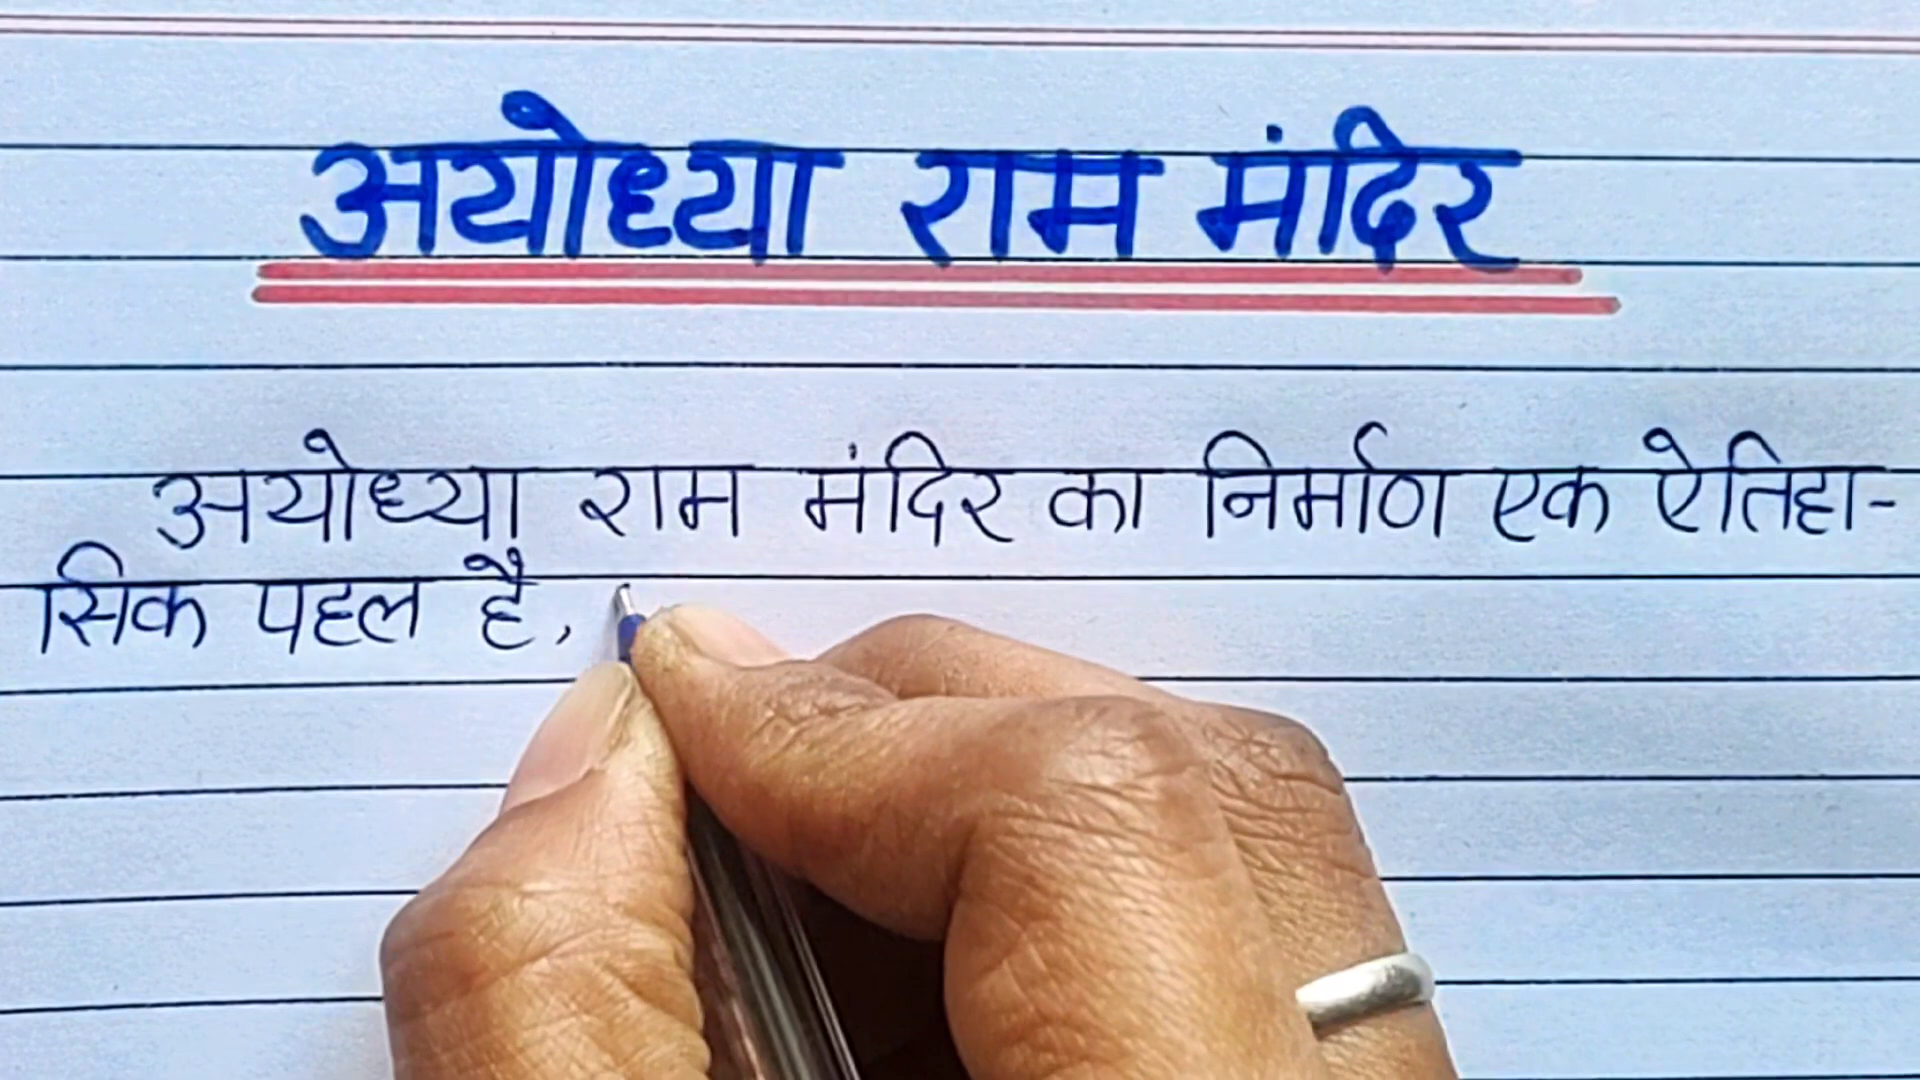 अयोध्या राम मंदिर
अयोध्या राम मंदिर का निर्माण एक ऐतिहा-
सिक पहल है,